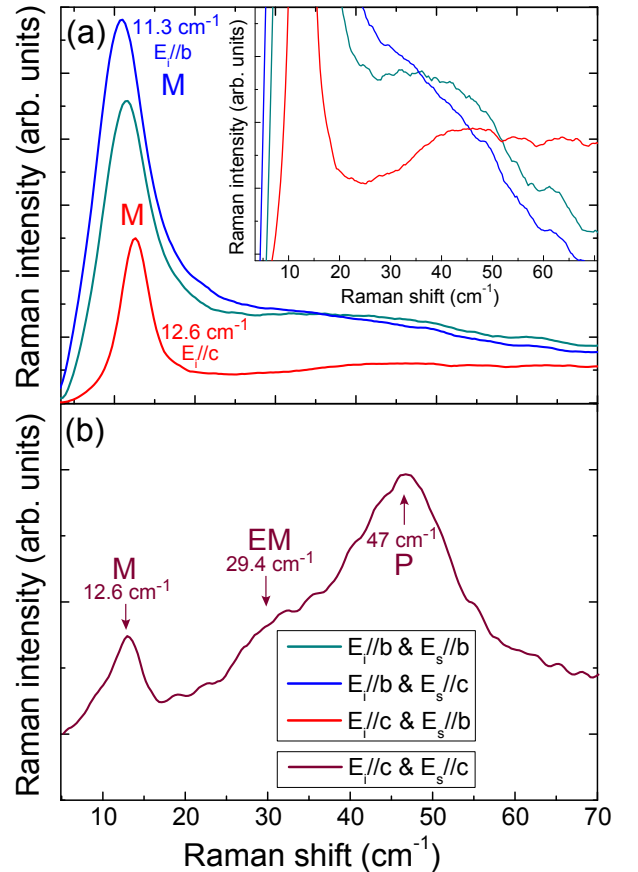 (a)
11.3 cm⁻¹
Eᵢ//b
M
M
12.6 cm⁻¹
Eᵢ//c
Raman intensity (arb. units)
Raman intensity (arb. units)
10 20 30 40 50 60
Raman shift (cm⁻¹)
(b)
M
12.6 cm⁻¹
EM
29.4 cm⁻¹
47 cm⁻¹
P
Eᵢ//b & Eₛ//b
Eᵢ//b & Eₛ//c
Eᵢ//c & Eₛ//b
Eᵢ//c & Eₛ//c
Raman intensity (arb. units)
10 20 30 40 50 60 70
Raman shift (cm⁻¹)